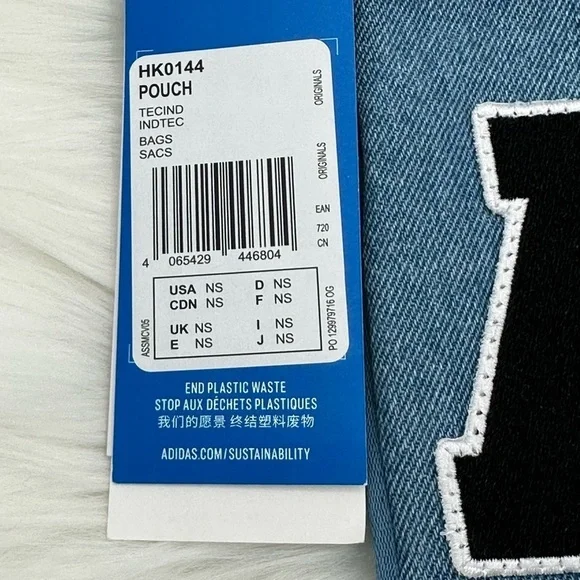 HK0144
POUCH
TECIND
INDTEC
BAGS
SACS
ORIGINALS
ORIGINALS
EAN
720
CN
4 065429 446804
USA NS D NS
CDN NS F NS
UK NS I NS
E NS J NS
ASSMCV05
PO 129979716 OG
END PLASTIC WASTE
STOP AUX DÉCHETS PLASTIQUES
我们的愿景 终结塑料废物
ADIDAS.COM/SUSTAINABILITY